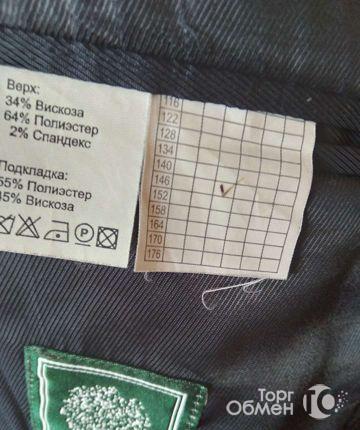 Верх:
34% Вискоза
64% Полиэстер
2% Спандекс
Подкладка:
55% Полиэстер
45% Вискоза
P
116
122
128
134
140
146
152
158
164
170
176
Торг
Обмен